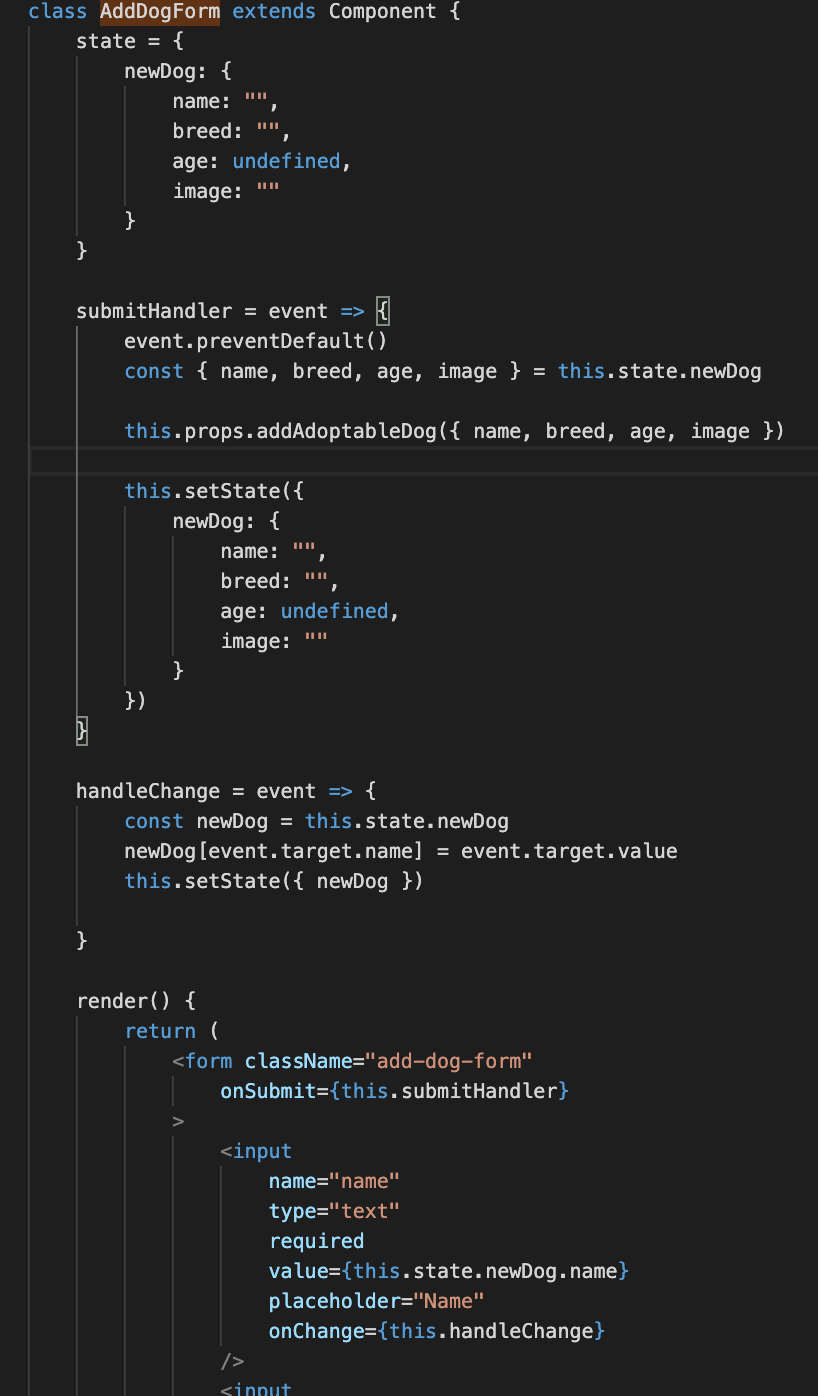 class AddDogForm extends Component {
    state = {
        newDog: {
            name: "",
            breed: "",
            age: undefined,
            image: ""
        }
    }

    submitHandler = event => {
        event.preventDefault()
        const { name, breed, age, image } = this.state.newDog

        this.props.addAdoptableDog({ name, breed, age, image })

        this.setState({
            newDog: {
                name: "",
                breed: "",
                age: undefined,
                image: ""
            }
        })
    }

    handleChange = event => {
        const newDog = this.state.newDog
        newDog[event.target.name] = event.target.value
        this.setState({ newDog })

    }

    render() {
        return (
            <form className="add-dog-form"
                onSubmit={this.submitHandler}
            >
                <input
                    name="name"
                    type="text"
                    required
                    value={this.state.newDog.name}
                    placeholder="Name"
                    onChange={this.handleChange}
                />
                <input